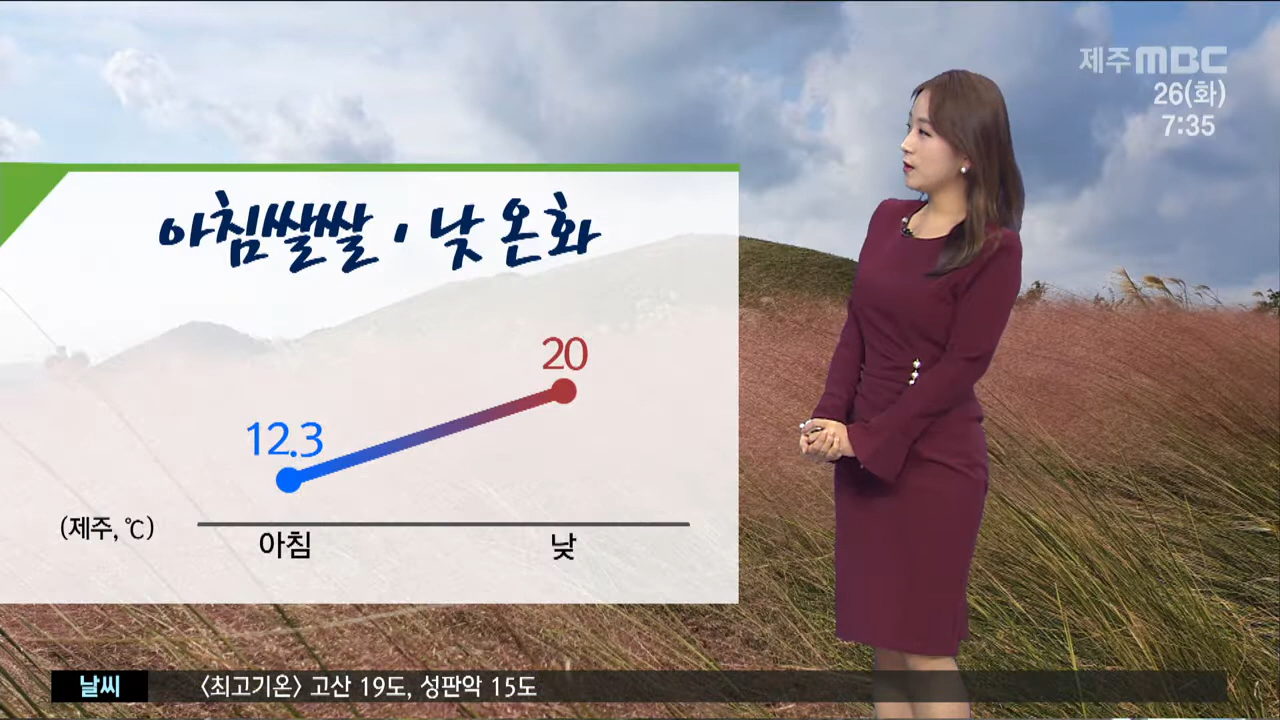 제주MBC
26(화)
7:35
아침쌀쌀, 낮 온화
20
12.3
(제주, ℃)
아침
낮
날씨
〈최고기온〉 고산 19도, 성판악 15도